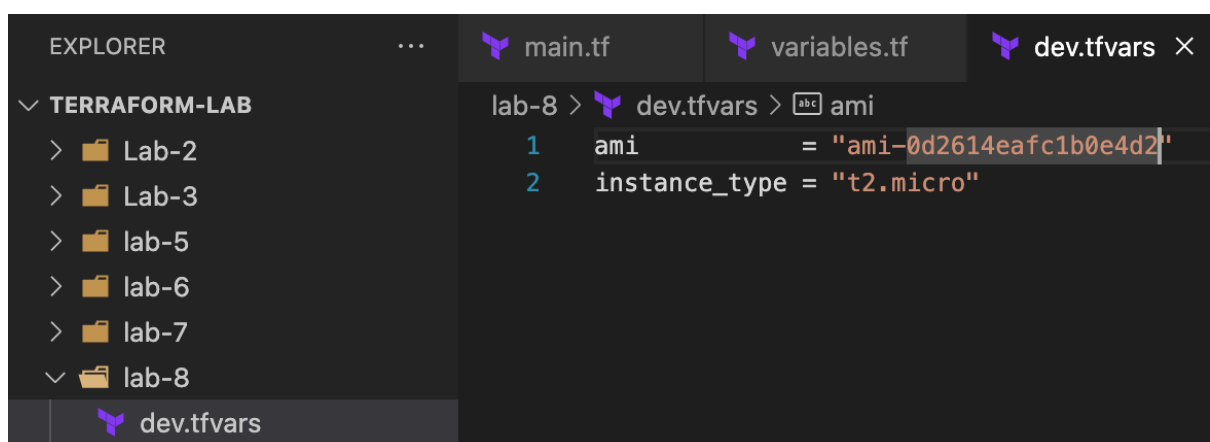 EXPLORER ...
TERRAFORM-LAB
Lab-2
Lab-3
lab-5
lab-6
lab-7
lab-8
dev.tfvars
main.tf variables.tf dev.tfvars ×
lab-8 > dev.tfvars > abc ami
1 ami = "ami-0d2614eafc1b0e4d2"
2 instance_type = "t2.micro"